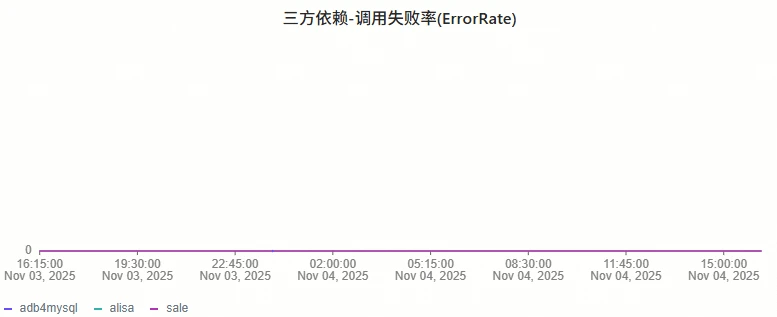 三方依赖-调用失败率(ErrorRate)
0
16:15:00 19:30:00 22:45:00 02:00:00 05:15:00 08:30:00 11:45:00 15:00:00
Nov 03, 2025 Nov 03, 2025 Nov 03, 2025 Nov 04, 2025 Nov 04, 2025 Nov 04, 2025 Nov 04, 2025 Nov 04, 2025
adb4mysql alisa sale